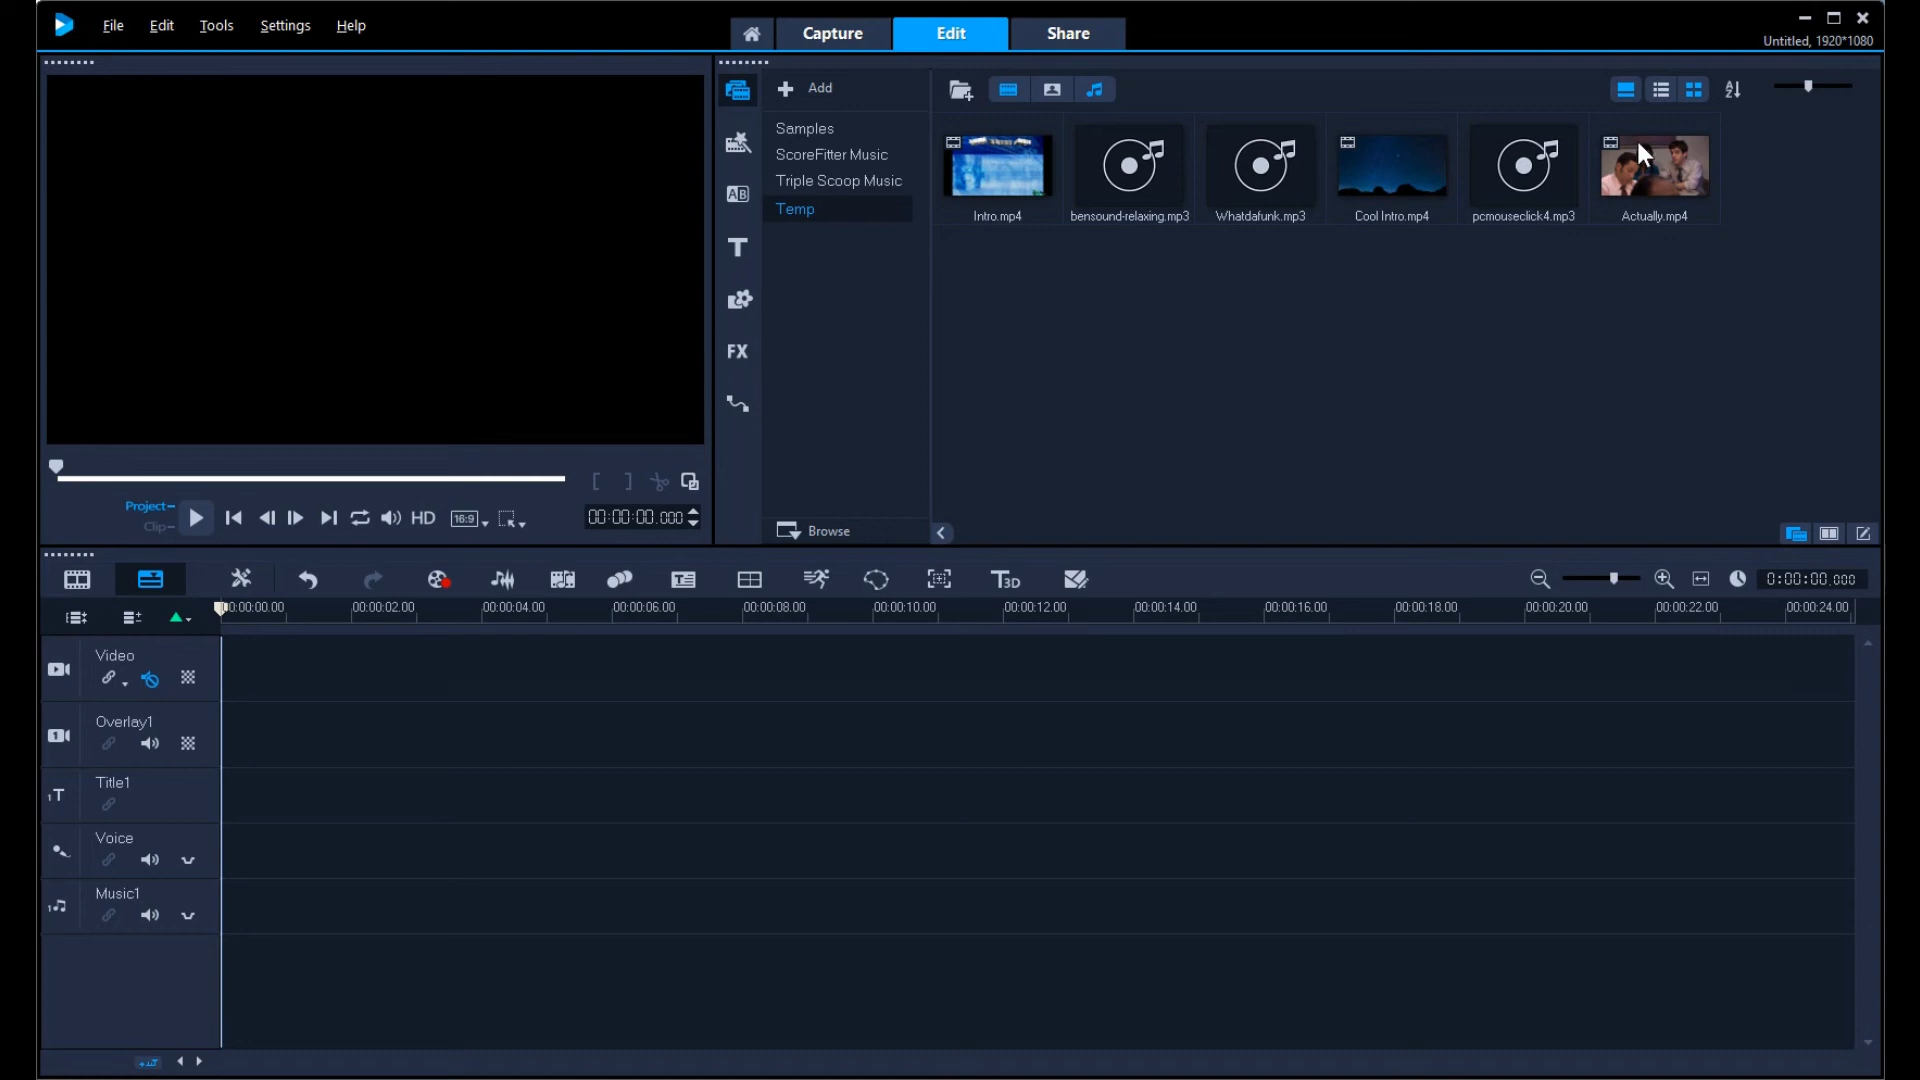 File Edit Tools Settings Help
Capture Edit Share
Untitled, 1920*1080
Add
Samples
ScoreFitter Music
Triple Scoop Music
Temp
Intro.mp4 bensound-relaxing.mp3 Whatdafunk.mp3 Cool Intro.mp4 pcmouseclick4.mp3 Actually.mp4
AB
T
FX
Browse
Project
Clip
HD 16:9 00:00:00.000
T3D
0:00:00.000
00:00:00.00 00:00:02.00 00:00:04.00 00:00:06.00 00:00:08.00 00:00:10.00 00:00:12.00 00:00:14.00 00:00:16.00 00:00:18.00 00:00:20.00 00:00:22.00 00:00:24.00
Video
Overlay1
Title1
Voice
Music1